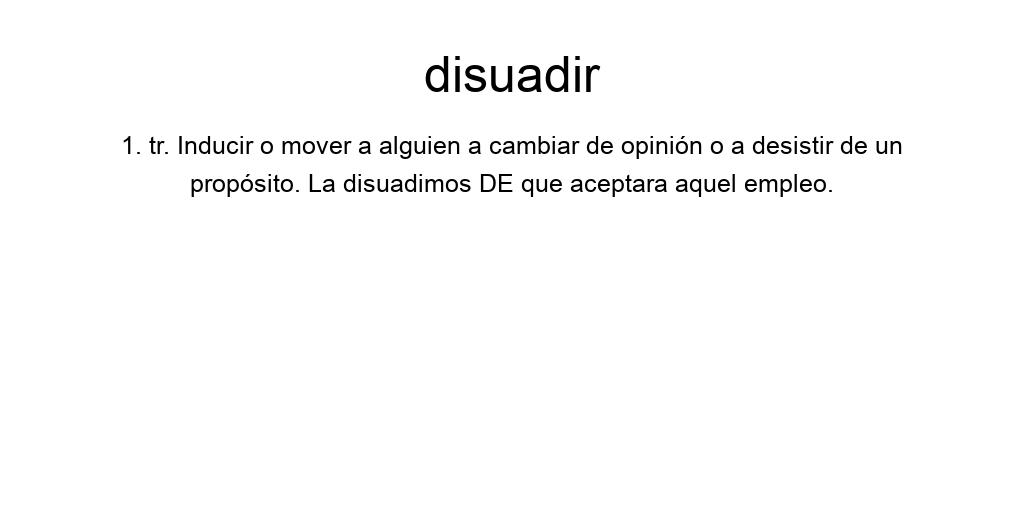 disuadir
1. tr. Inducir o mover a alguien a cambiar de opinión o a desistir de un
propósito. La disuadimos DE que aceptara aquel empleo.